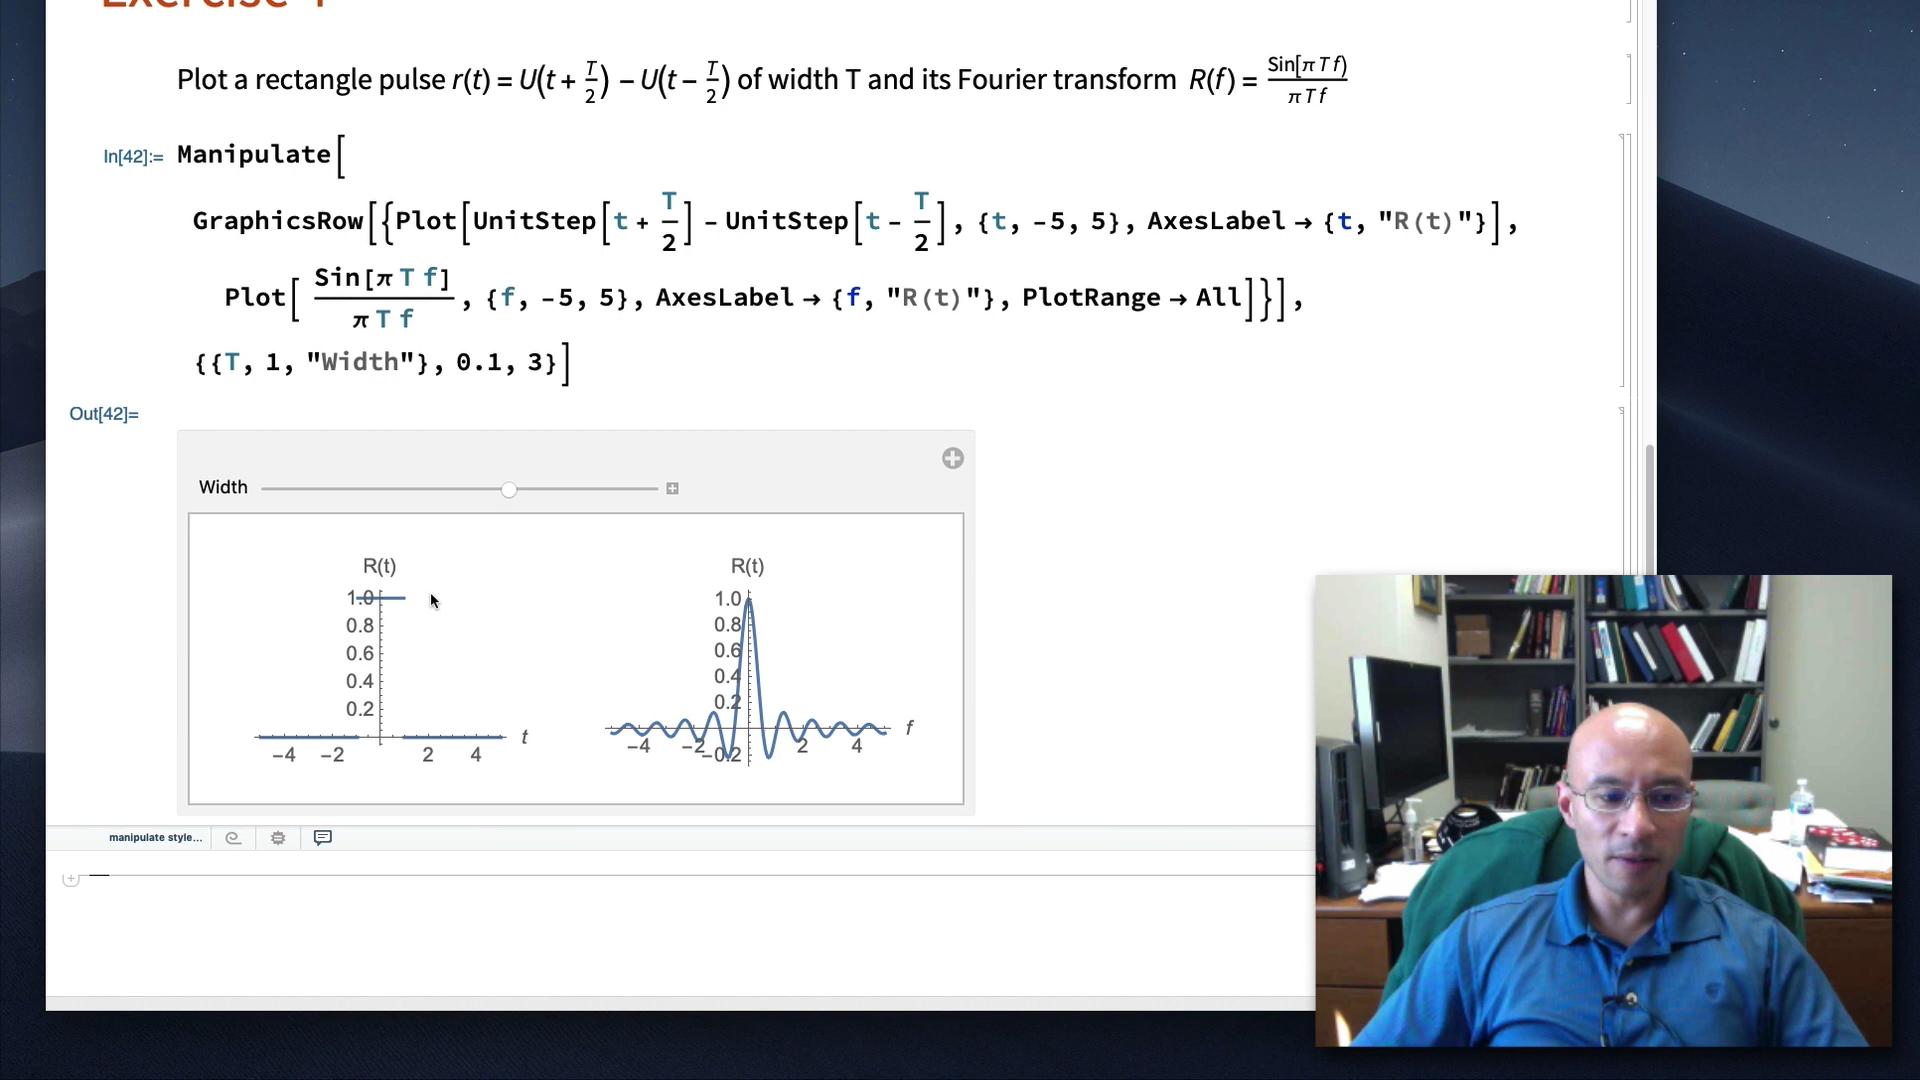 Exercise 4
Plot a rectangle pulse r(t) = U(t + T/2) – U(t – T/2) of width T and its Fourier transform R(f) = Sin[π T f)/π T f
In[42]:= Manipulate[
GraphicsRow[{Plot[UnitStep[t + T/2] – UnitStep[t – T/2], {t, –5, 5}, AxesLabel → {t, "R(t)"}],
Plot[Sin[π T f]/π T f, {f, –5, 5}, AxesLabel → {f, "R(t)"}, PlotRange → All]}],
{{T, 1, "Width"}, 0.1, 3}]
Out[42]=
Width
R(t)
1.0
0.8
0.6
0.4
0.2
–4 –2 2 4
t
R(t)
1.0
0.8
0.6
0.4
0.2
–0.2
–4 –2 2 4
f
manipulate style...